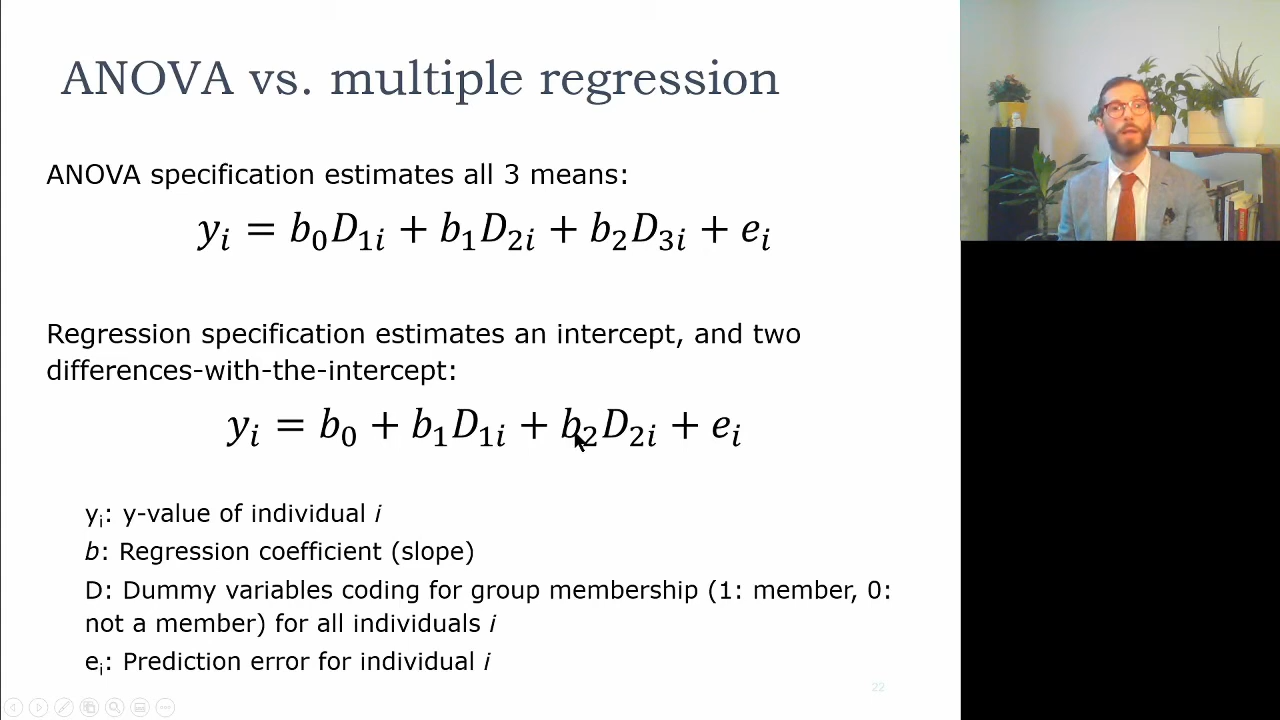 ANOVA vs. multiple regression
ANOVA specification estimates all 3 means:
yᵢ = b₀D₁ᵢ + b₁D₂ᵢ + b₂D₃ᵢ + eᵢ
Regression specification estimates an intercept, and two
differences-with-the-intercept:
yᵢ = b₀ + b₁D₁ᵢ + b₂D₂ᵢ + eᵢ
yᵢ: y-value of individual i
b: Regression coefficient (slope)
D: Dummy variables coding for group membership (1: member, 0:
not a member) for all individuals i
eᵢ: Prediction error for individual i
22